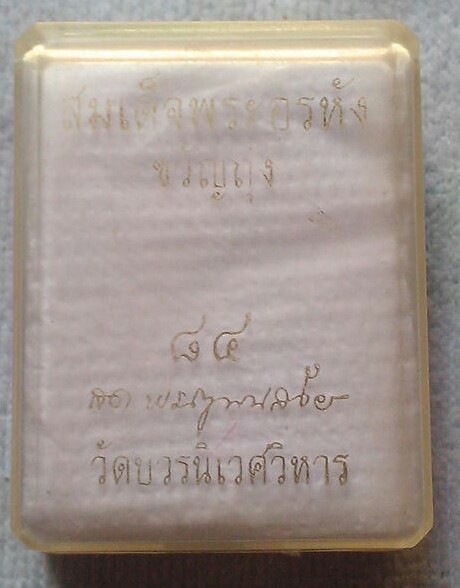 สมเด็จพระอรหัง
ขวัญถุง
๘๔
วัดบวรนิเวศวิหาร